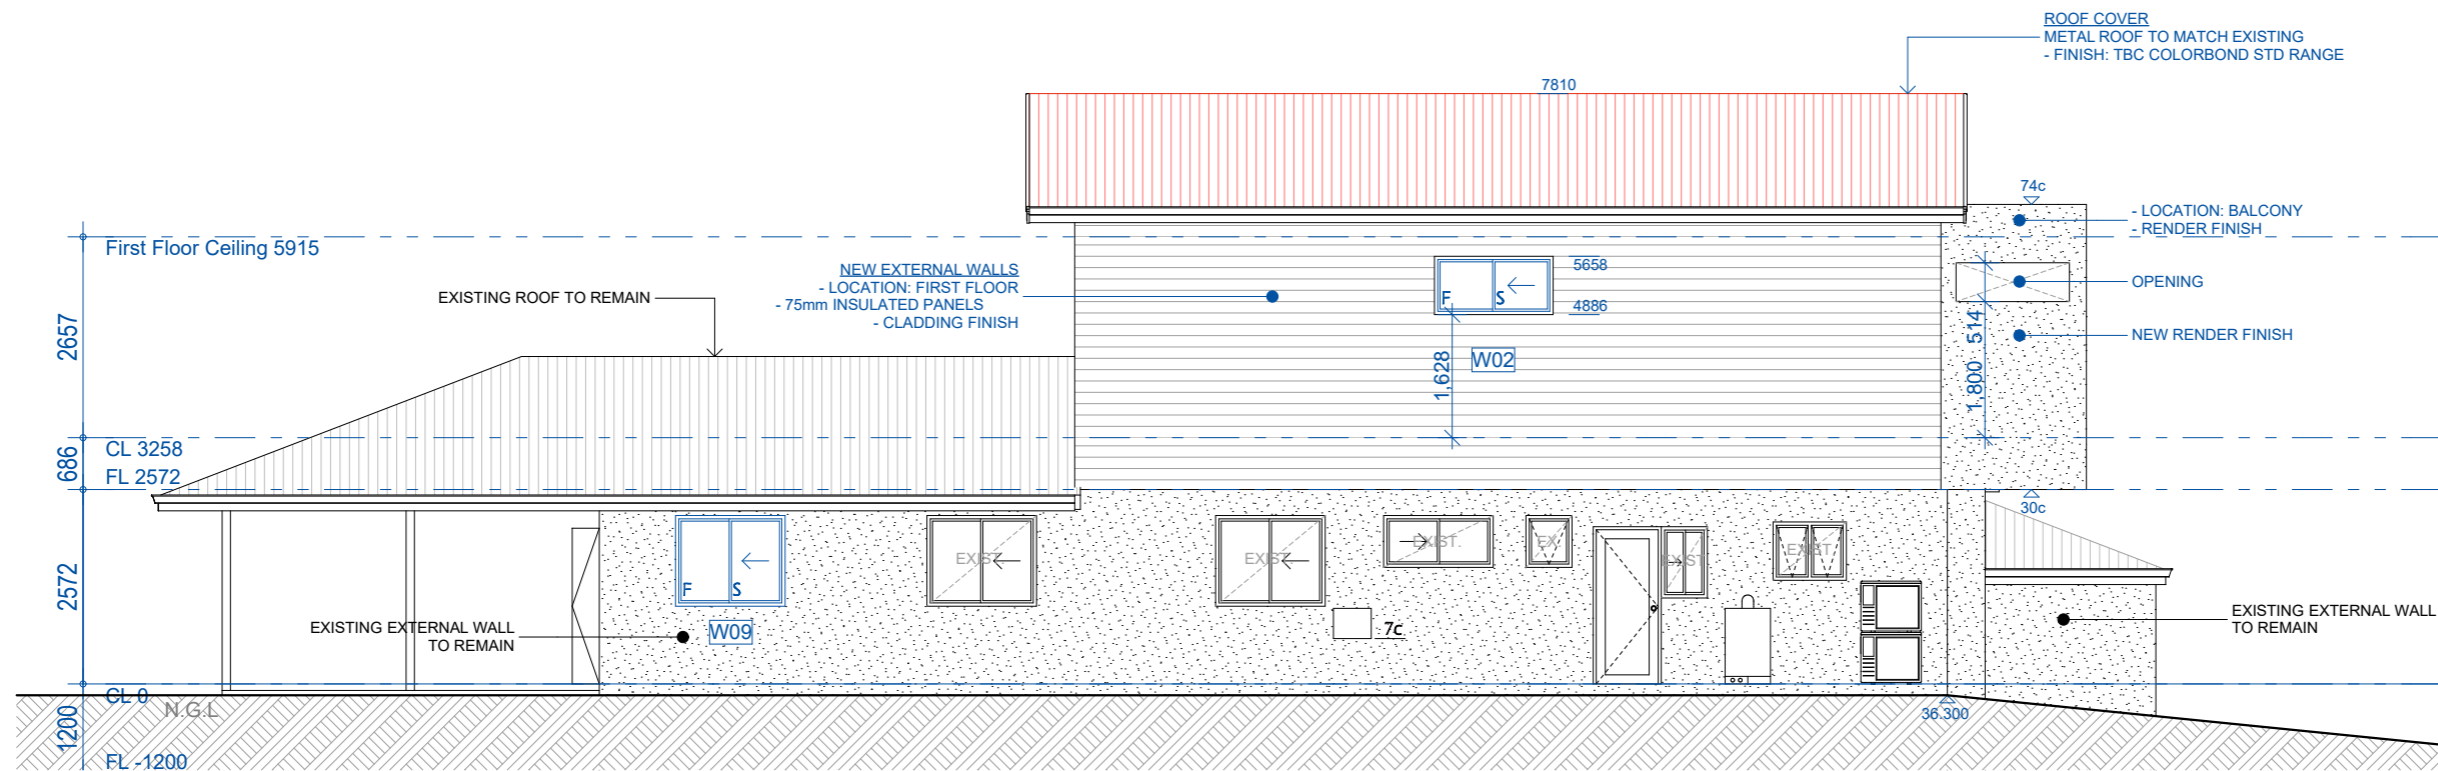 ROOF COVER
METAL ROOF TO MATCH EXISTING
- FINISH: TBC COLORBOND STD RANGE
7810
74c
- LOCATION: BALCONY
- RENDER FINISH
First Floor Ceiling 5915
NEW EXTERNAL WALLS
- LOCATION: FIRST FLOOR
- 75mm INSULATED PANELS
- CLADDING FINISH
5658
F S
4886
OPENING
EXISTING ROOF TO REMAIN
514
NEW RENDER FINISH
2657
1,628
W02
1,800
CL 3258
686
FL 2572
30c
EXIST.
EXIST.
EXIST.
EX.
EXIST
EXIST
F S
2572
EXISTING EXTERNAL WALL
TO REMAIN
W09
7c
EXISTING EXTERNAL WALL
TO REMAIN
CL 0
N.G.L
36.300
1200
FL -1200